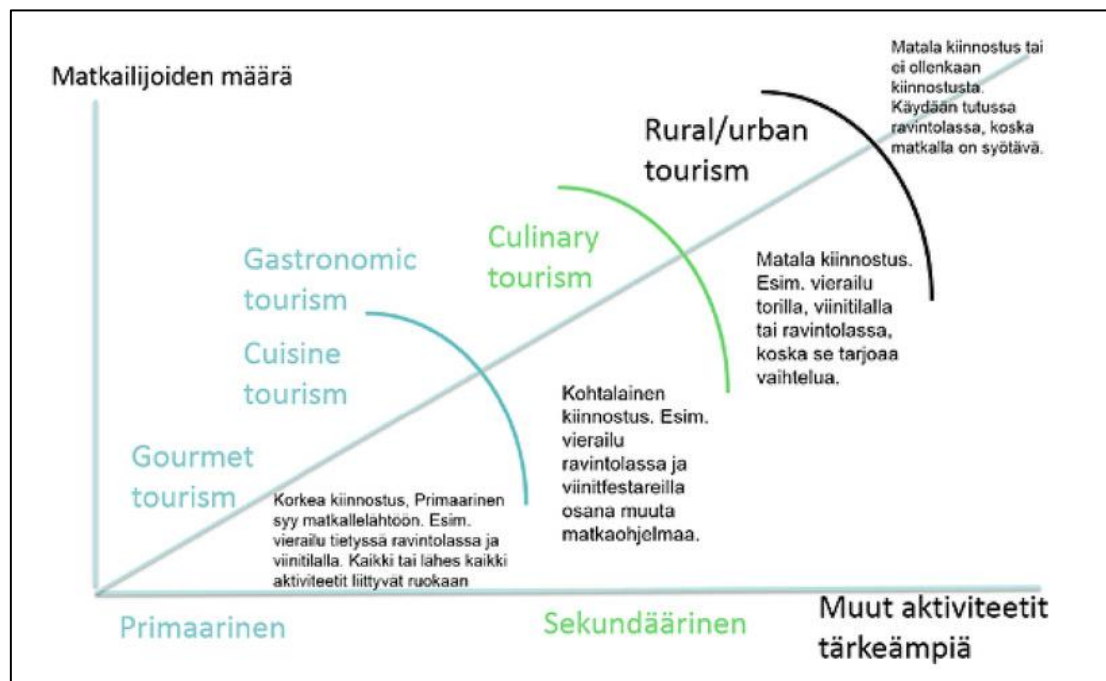 Matkailijoiden määrä
Matala kiinnostus tai
ei ollenkaan
kiinnostusta.
Käydään tutussa
ravintolassa, koska
matkalla on syötävä.
Rural/urban
tourism
Culinary
tourism
Gastronomic
tourism
Cuisine
tourism
Gourmet
tourism
Matala kiinnostus.
Esim. vierailu
torilla, viinitilalla
tai ravintolassa,
koska se tarjoaa
vaihtelua.
Kohtalainen
kiinnostus. Esim.
vierailu
ravintolassa ja
viinitfestareilla
osana muuta
matkaohjelmaa.
Korkea kiinnostus, Primaarinen
syy matkallelähtöön. Esim.
vierailu tietyssä ravintolassa ja
viinitilalla. Kaikki tai lähes kaikki
aktiviteetit liittyvät ruokaan
Primaarinen
Sekundäärinen
Muut aktiviteetit
tärkeämpiä